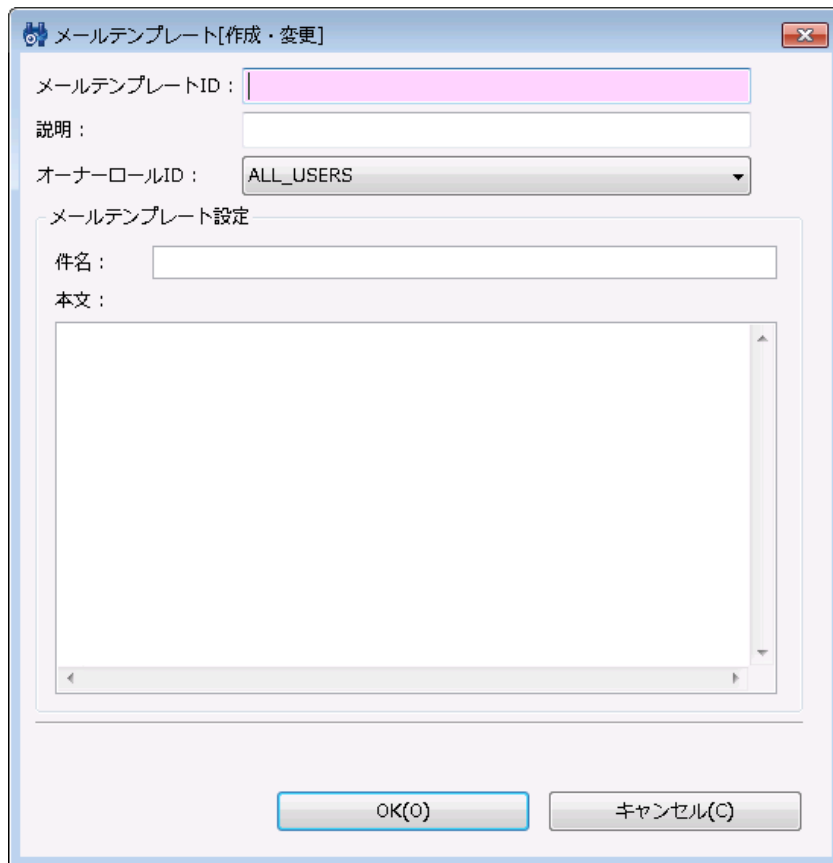 メールテンプレート[作成・変更]
メールテンプレートID：
説明：
オーナーロールID： ALL_USERS
メールテンプレート設定
件名：
本文：
OK(O) キャンセル(C)